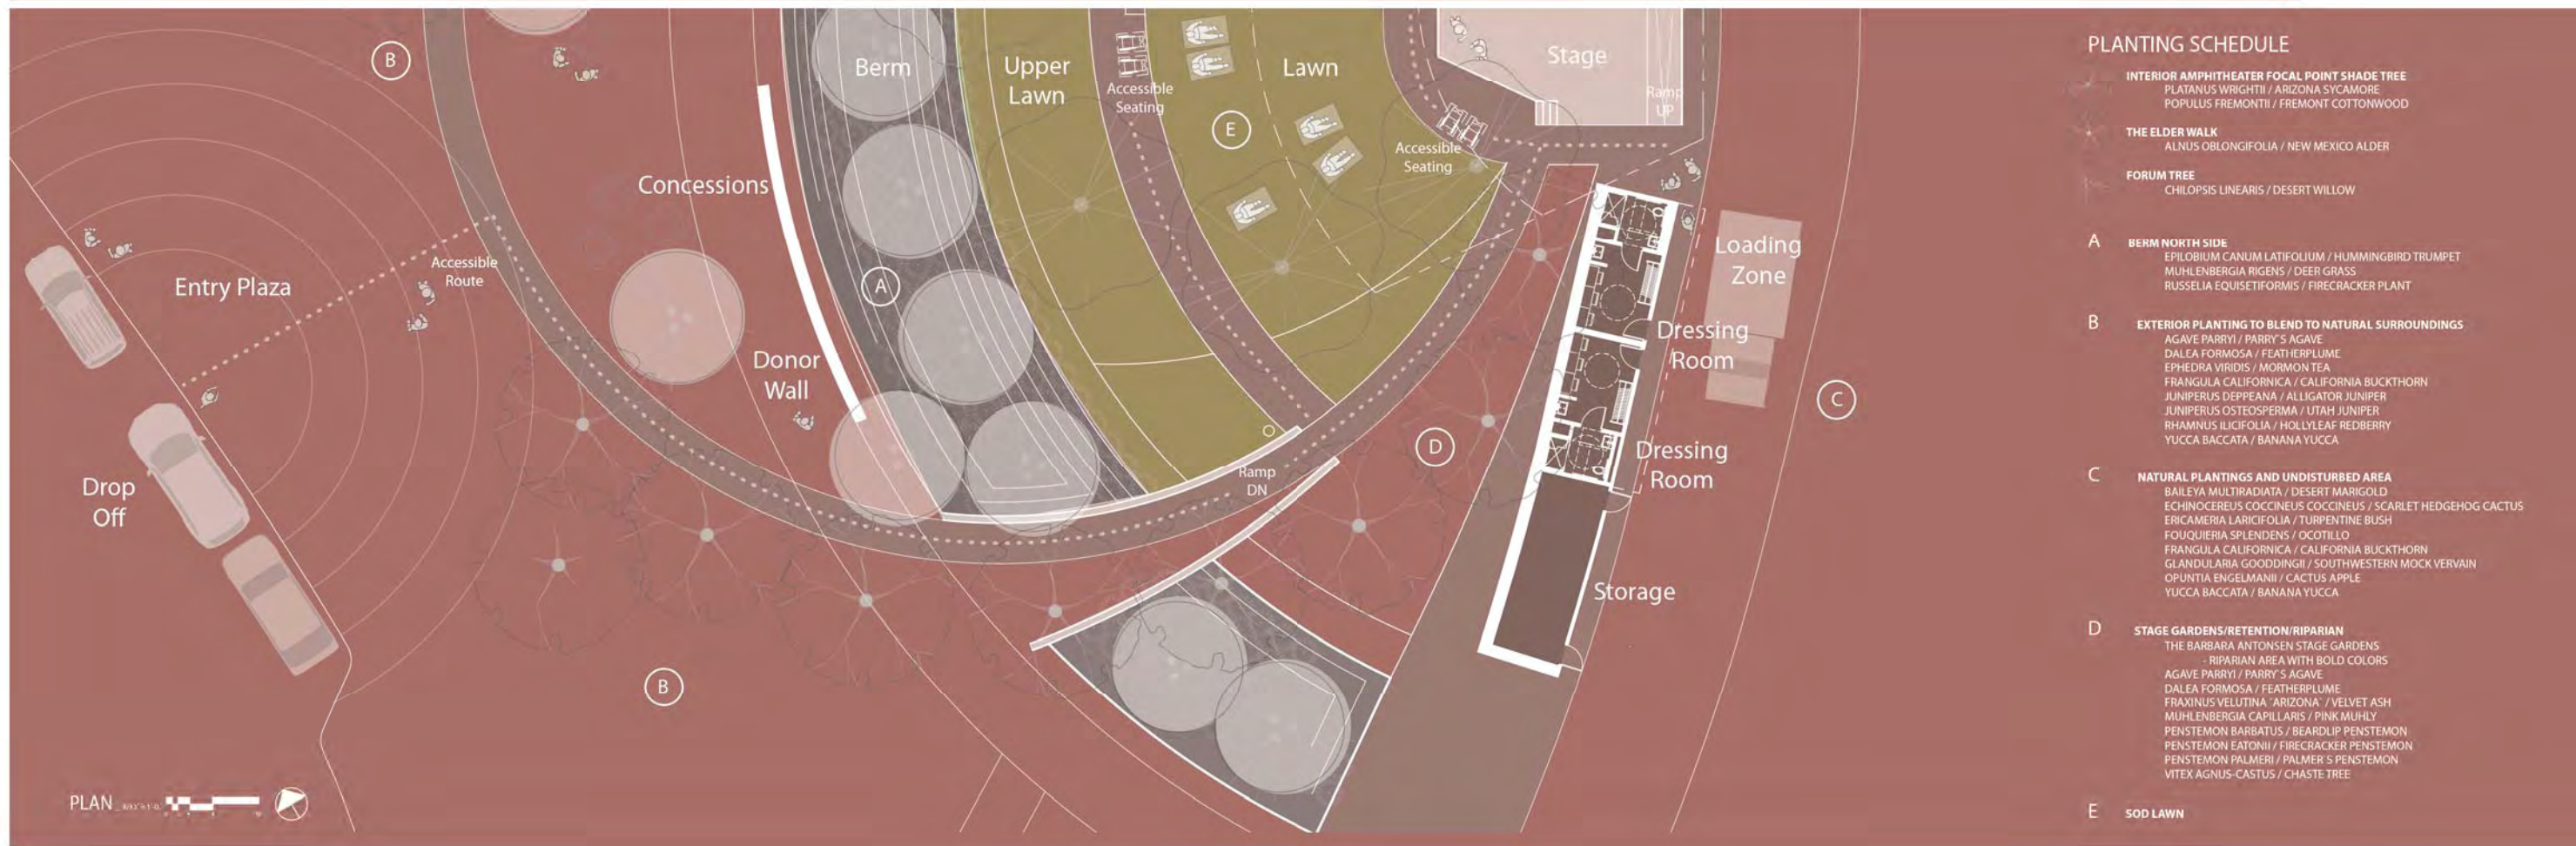 B
Berm
Upper
Lawn
Accessible
Seating
Lawn
E
Stage
Ramp
UP
Accessible
Seating
Concessions
Accessible
Route
Entry Plaza
A
Loading
Zone
Donor
Wall
Dressing
Room
C
D
Dressing
Room
Drop
Off
Ramp
DN
Storage
B
PLAN
PLANTING SCHEDULE
INTERIOR AMPHITHEATER FOCAL POINT SHADE TREE
PLATANUS WRIGHTII / ARIZONA SYCAMORE
POPULUS FREMONTII / FREMONT COTTONWOOD
THE ELDER WALK
ALNUS OBLONGIFOLIA / NEW MEXICO ALDER
FORUM TREE
CHILOPSIS LINEARIS / DESERT WILLOW
A BERM NORTH SIDE
EPILOBIUM CANUM LATIFOLIUM / HUMMINGBIRD TRUMPET
MUHLENBERGIA RIGENS / DEER GRASS
RUSSELIA EQUISETIFORMIS / FIRECRACKER PLANT
B EXTERIOR PLANTING TO BLEND TO NATURAL SURROUNDINGS
AGAVE PARRYI / PARRY'S AGAVE
DALEA FORMOSA / FEATHERPLUME
EPHEDRA VIRIDIS / MORMON TEA
FRANGULA CALIFORNICA / CALIFORNIA BUCKTHORN
JUNIPERUS DEPPEANA / ALLIGATOR JUNIPER
JUNIPERUS OSTEOSPERMA / UTAH JUNIPER
RHAMNUS ILICIFOLIA / HOLLYLEAF REDBERRY
YUCCA BACCATA / BANANA YUCCA
C NATURAL PLANTINGS AND UNDISTURBED AREA
BAILEYA MULTIRADIATA / DESERT MARIGOLD
ECHINOCEREUS COCCINEUS COCCINEUS / SCARLET HEDGEHOG CACTUS
ERICAMERIA LARICIFOLIA / TURPENTINE BUSH
FOUQUIERIA SPLENDENS / OCOTILLO
FRANGULA CALIFORNICA / CALIFORNIA BUCKTHORN
GLANDULARIA GOODDINGII / SOUTHWESTERN MOCK VERVAIN
OPUNTIA ENGELMANII / CACTUS APPLE
YUCCA BACCATA / BANANA YUCCA
D STAGE GARDENS/RETENTION/RIPARIAN
THE BARBARA ANTONSEN STAGE GARDENS
- RIPARIAN AREA WITH BOLD COLORS
AGAVE PARRYI / PARRY'S AGAVE
DALEA FORMOSA / FEATHERPLUME
FRAXINUS VELUTINA 'ARIZONA' / VELVET ASH
MUHLENBERGIA CAPILLARIS / PINK MUHLY
PENSTEMON BARBATUS / BEARDLIP PENSTEMON
PENSTEMON EATONII / FIRECRACKER PENSTEMON
PENSTEMON PALMERI / PALMER'S PENSTEMON
VITEX AGNUS-CASTUS / CHASTE TREE
E SOD LAWN